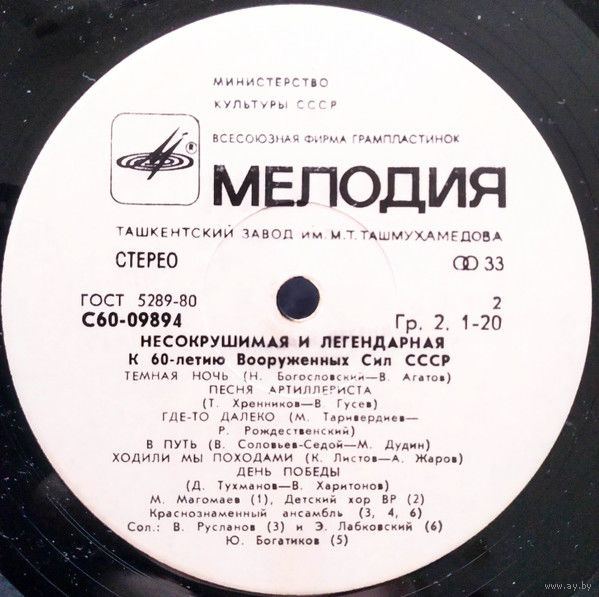 МИНИСТЕРСТВО
КУЛЬТУРЫ СССР
ВСЕСОЮЗНАЯ ФИРМА ГРАМПЛАСТИНОК
®
МЕЛОДИЯ
ТАШКЕНТСКИЙ ЗАВОД ИМ. М.Т. ТАШМУХАМЕДОВА
СТЕРЕО 33
ГОСТ 5289-80 2
С60-09894 Гр. 2. 1-20
НЕСОКРУШИМАЯ И ЛЕГЕНДАРНАЯ
К 60-летию Вооруженных Сил СССР
ТЕМНАЯ НОЧЬ (Н. Богословский—В. Агатов)
ПЕСНЯ АРТИЛЛЕРИСТА
(Т. Хренников—В. Гусев)
ГДЕ-ТО ДАЛЕКО (М. Таривердиев—
Р. Рождественский)
В ПУТЬ (В. Соловьев-Седой—М. Дудин)
ХОДИЛИ МЫ ПОХОДАМИ (К. Листов—А. Жаров)
ДЕНЬ ПОБЕДЫ
(Д. Тухманов—В. Харитонов)
М. Магомаев (1), Детский хор ВР (2)
Краснознаменный ансамбль (3, 4, 6)
Сол.: В. Русланов (3) и Э. Лабковский (6)
Ю. Богатиков (5)
www.ay.by